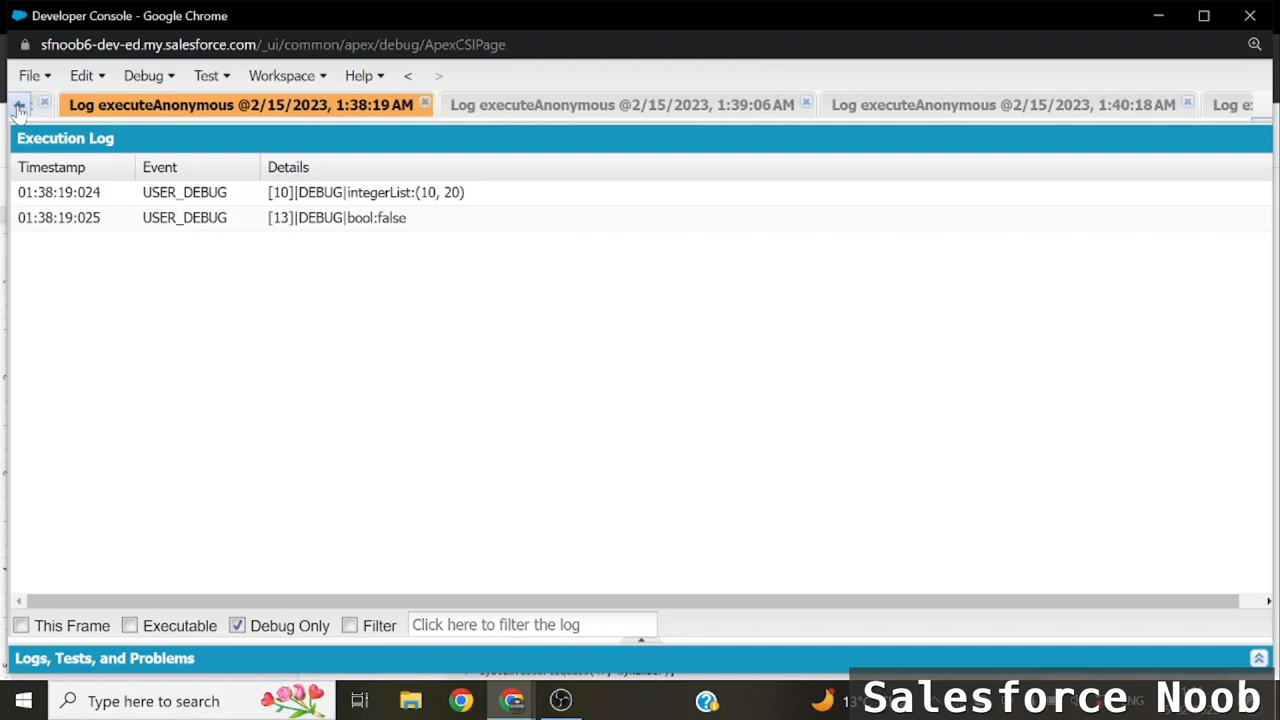 Developer Console - Google Chrome
sfnoob6-dev-ed.my.salesforce.com/_ui/common/apex/debug/ApexCSIPage
File Edit Debug Test Workspace Help < >
Log executeAnonymous @2/15/2023, 1:38:19 AM Log executeAnonymous @2/15/2023, 1:39:06 AM Log executeAnonymous @2/15/2023, 1:40:18 AM Log
Execution Log
Timestamp Event Details
01:38:19:024 USER_DEBUG [10]|DEBUG|integerList:(10, 20)
01:38:19:025 USER_DEBUG [13]|DEBUG|bool:false
This Frame Executable Debug Only Filter Click here to filter the log
Logs, Tests, and Problems
Type here to search 13° ENG
Salesforce Noob